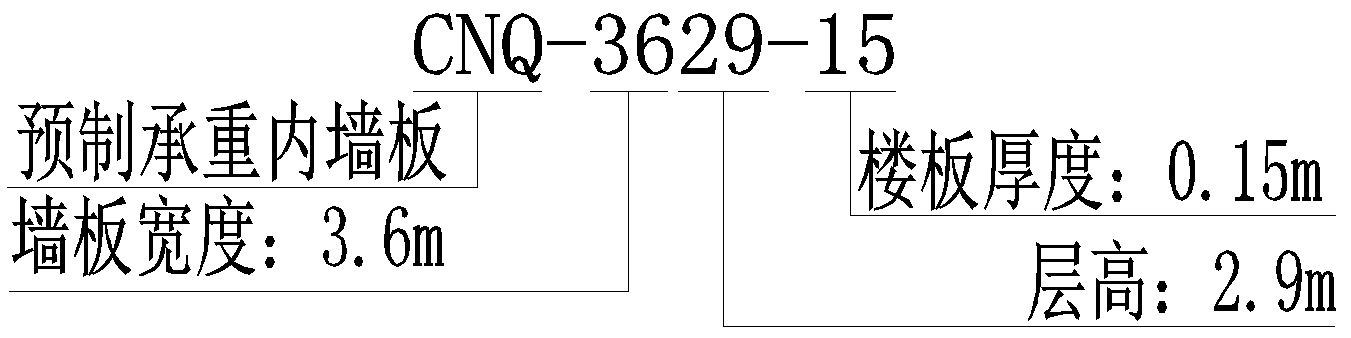 CNQ-3629-15
预制承重内墙板
楼板厚度：0.15m
墙板宽度：3.6m
层高：2.9m